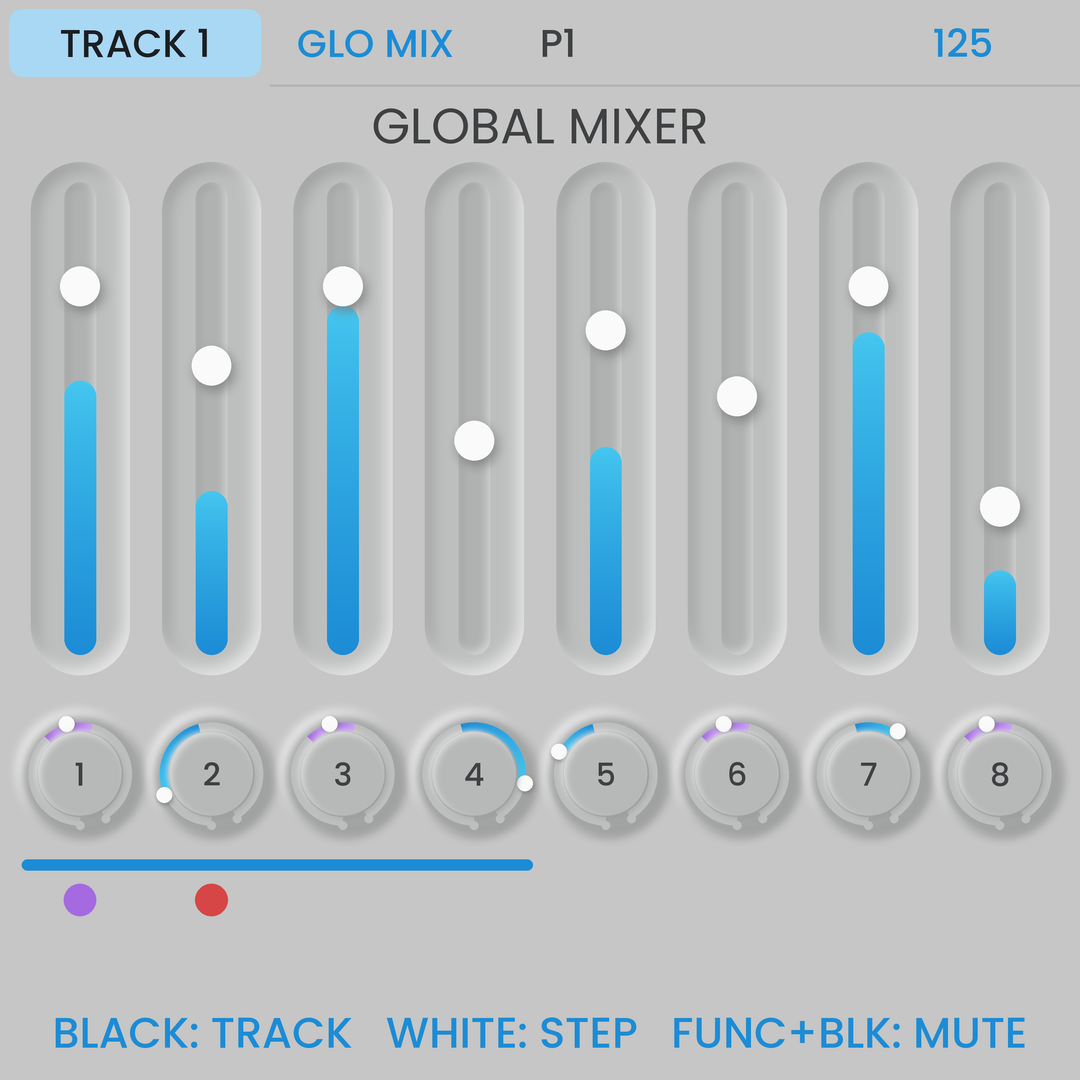 TRACK 1 GLO MIX P1 125
GLOBAL MIXER
1 2 3 4 5 6 7 8
BLACK: TRACK WHITE: STEP FUNC+BLK: MUTE